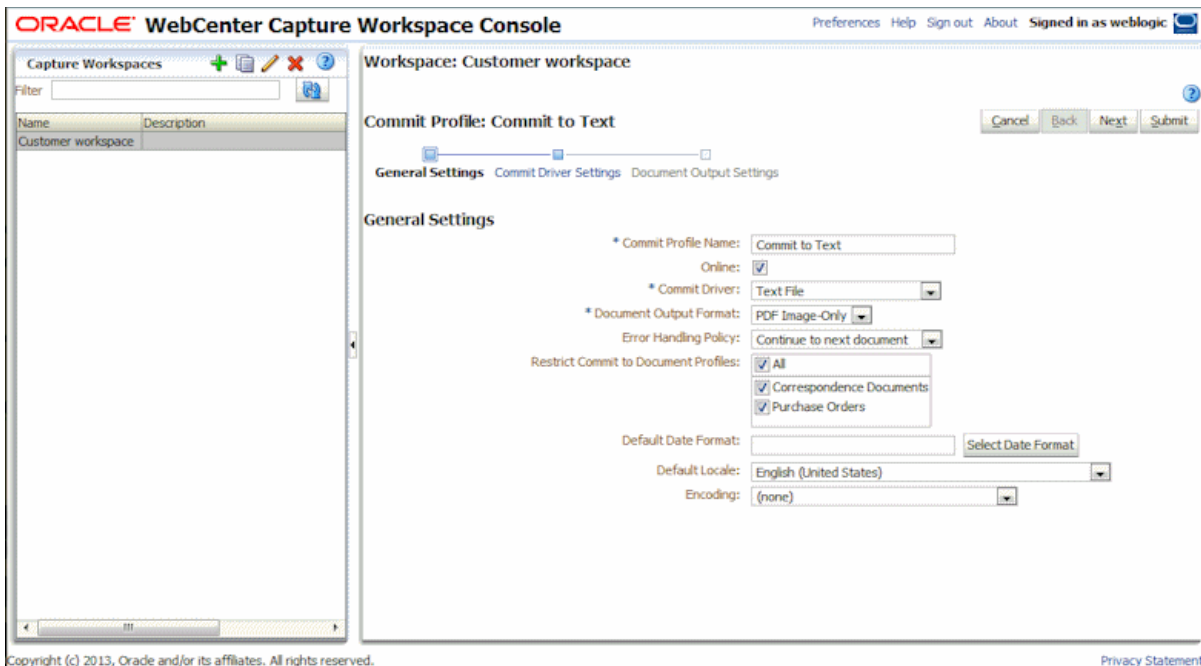 ORACLE WebCenter Capture Workspace Console
Preferences Help Sign out About Signed in as weblogic
Capture Workspaces
Filter
Name Description
Customer workspace
Workspace: Customer workspace
Commit Profile: Commit to Text
Cancel Back Next Submit
General Settings Commit Driver Settings Document Output Settings
General Settings
* Commit Profile Name: Commit to Text
Online:
* Commit Driver: Text File
* Document Output Format: PDF Image-Only
Error Handling Policy: Continue to next document
Restrict Commit to Document Profiles: All
Correspondence Documents
Purchase Orders
Default Date Format: Select Date Format
Default Locale: English (United States)
Encoding: (none)
Copyright (c) 2013, Oracle and/or its affiliates. All rights reserved.
Privacy Statement